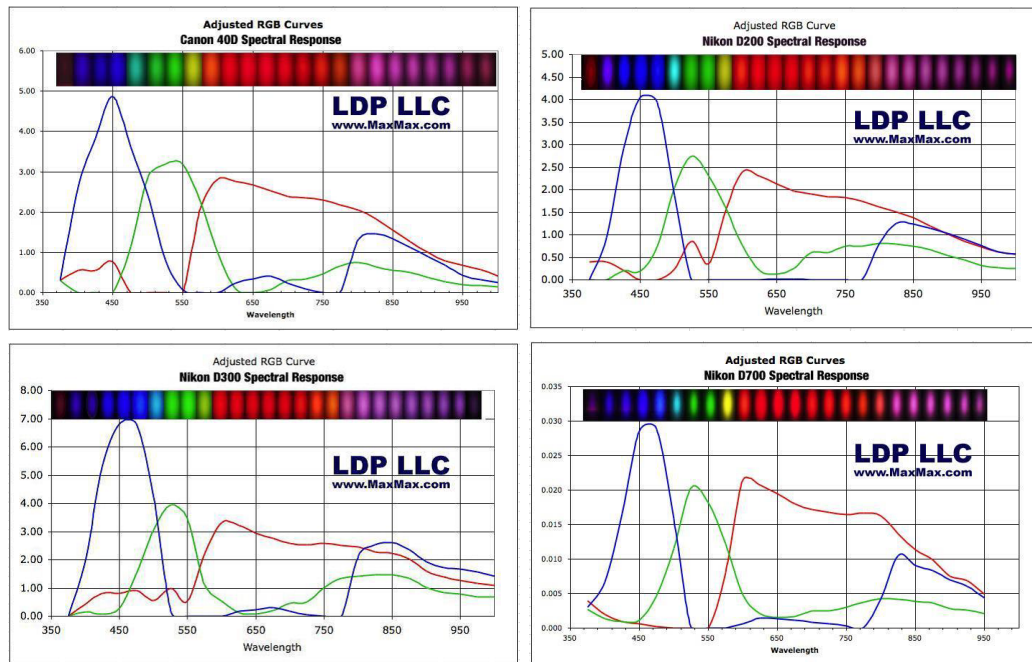 Adjusted RGB Curves
Canon 40D Spectral Response
6.00
5.00
4.00
3.00
2.00
1.00
0.00
LDP LLC
www.MaxMax.com
350 450 550 650 750 850 950
Wavelength
Adjusted RGB Curve
Nikon D200 Spectral Response
5.00
4.50
4.00
3.50
3.00
2.50
2.00
1.50
1.00
0.50
0.00
LDP LLC
www.MaxMax.com
350 450 550 650 750 850 950
Wavelength
Adjusted RGB Curve
Nikon D300 Spectral Response
8.00
7.00
6.00
5.00
4.00
3.00
2.00
1.00
0.00
LDP LLC
www.MaxMax.com
350 450 550 650 750 850 950
Wavelength
Adjusted RGB Curves
Nikon D700 Spectral Response
0.035
0.030
0.025
0.020
0.015
0.010
0.005
0.000
LDP LLC
www.MaxMax.com
350 450 550 650 750 850 950
Wavelength